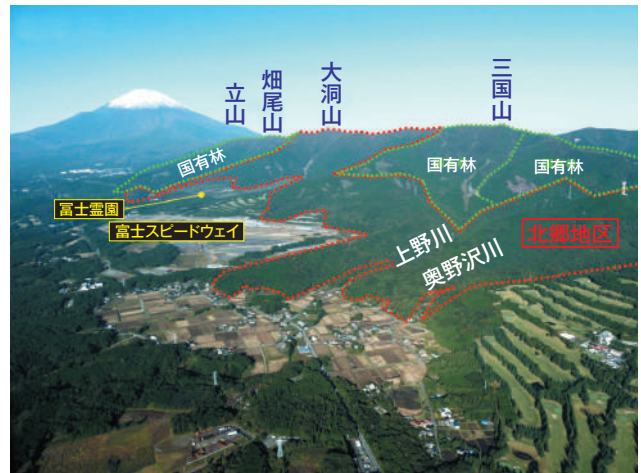 立山
畑尾山
大洞山
三国山
国有林
国有林
国有林
冨士霊園
富士スピードウェイ
上野川
奥野沢川
北郷地区